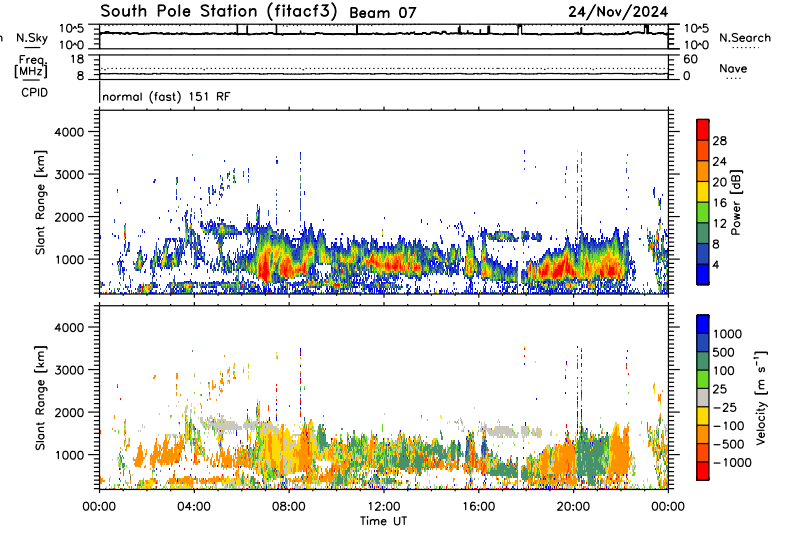 South Pole Station (fitacf3) Beam 07 24/Nov/2024
N.Sky 10^5 10^5 N.Search
10^0 10^0
Freq. 18 60
[MHz] 8 0 Nave
CPID normal (fast) 151 RF
4000
3000
2000
1000
Slant Range [km]
28
24
20
16
12
8
4
Power [dB]
4000
3000
2000
1000
Slant Range [km]
1000
500
100
25
-25
-100
-500
-1000
Velocity [m s⁻¹]
00:00 04:00 08:00 12:00 16:00 20:00 00:00
Time UT